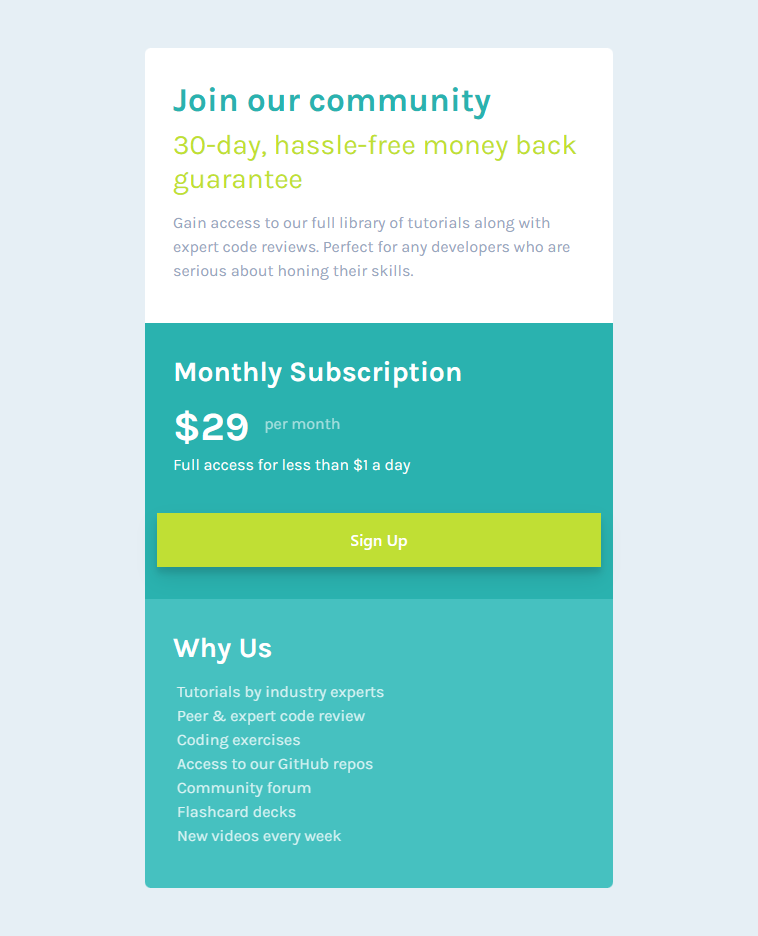 Join our community
30-day, hassle-free money back
guarantee
Gain access to our full library of tutorials along with
expert code reviews. Perfect for any developers who are
serious about honing their skills.
Monthly Subscription
$29 per month
Full access for less than $1 a day
Sign Up
Why Us
Tutorials by industry experts
Peer & expert code review
Coding exercises
Access to our GitHub repos
Community forum
Flashcard decks
New videos every week